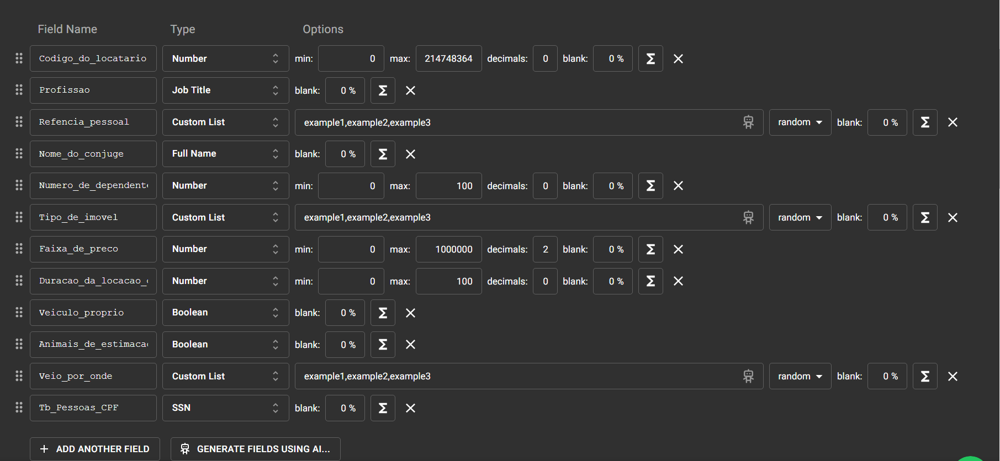 Field Name Type Options
Codigo_do_locatario Number min: 0 max: 214748364 decimals: 0 blank: 0 % Σ
Profissao Job Title blank: 0 % Σ
Refencia_pessoal Custom List example1,example2,example3 random blank: 0 % Σ
Nome_do_conjuge Full Name blank: 0 % Σ
Numero_de_dependente Number min: 0 max: 100 decimals: 0 blank: 0 % Σ
Tipo_de_imovel Custom List example1,example2,example3 random blank: 0 % Σ
Faixa_de_preco Number min: 0 max: 1000000 decimals: 2 blank: 0 % Σ
Duracao_da_locacao_ Number min: 0 max: 100 decimals: 0 blank: 0 % Σ
Veiculo_proprio Boolean blank: 0 % Σ
Animais_de_estimaca Boolean blank: 0 % Σ
Veio_por_onde Custom List example1,example2,example3 random blank: 0 % Σ
Tb_Pessoas_CPF SSN blank: 0 % Σ
+ ADD ANOTHER FIELD GENERATE FIELDS USING AI...